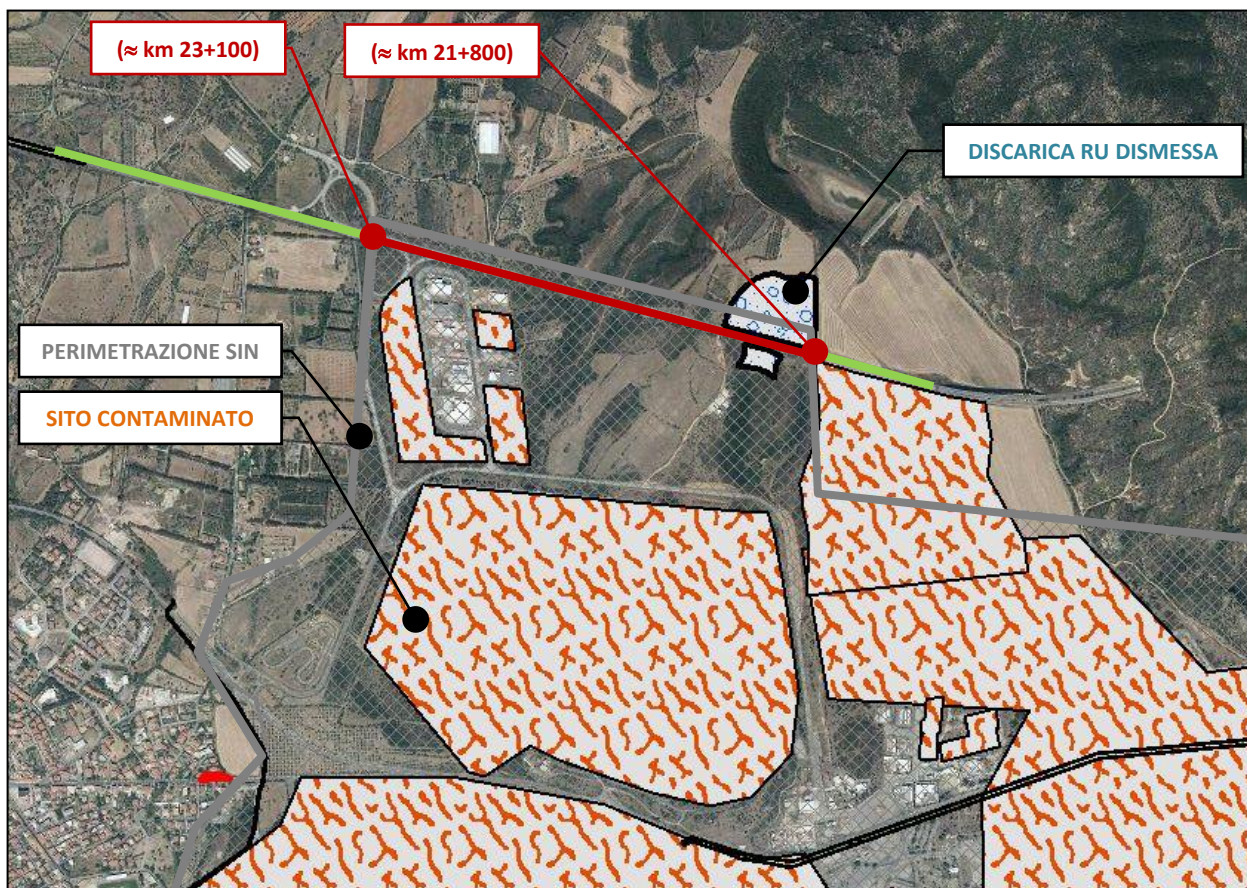 (≈ km 23+100)
(≈ km 21+800)
DISCARICA RU DISMESSA
PERIMETRAZIONE SIN
SITO CONTAMINATO